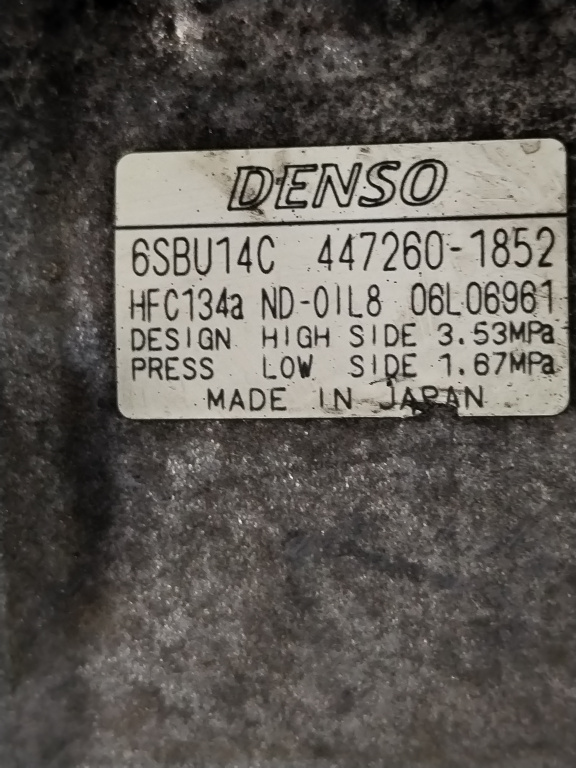 DENSO
6SBU14C 447260-1852
HFC134a ND-OIL8 06L06961
DESIGN HIGH SIDE 3.53MPa
PRESS LOW SIDE 1.67MPa
MADE IN JAPAN